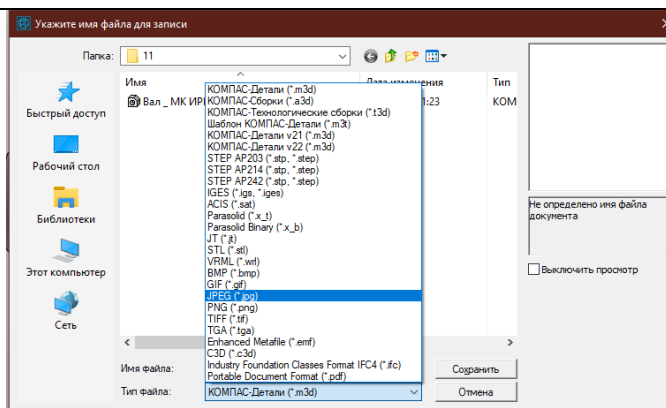 Укажите имя файла для записи
Папка:
11
Имя
Дата изменения
Тип
Вал _ МК ИРИ
1:23
КОМ
КОМПАС-Детали (*.m3d)
КОМПАС-Сборки (*.a3d)
КОМПАС-Технологические сборки (*.t3d)
Шаблон КОМПАС-Детали (*.m3t)
КОМПАС-Детали v21 (*.m3d)
КОМПАС-Детали v22 (*.m3d)
STEP AP203 (*.stp, *.step)
STEP AP214 (*.stp, *.step)
STEP AP242 (*.stp, *.step)
IGES (*.igs, *.iges)
ACIS (*.sat)
Parasolid (*.x_t)
Parasolid Binary (*.x_b)
JT (*.jt)
STL (*.stl)
VRML (*.wrl)
BMP (*.bmp)
GIF (*.gif)
JPEG (*.jpg)
PNG (*.png)
TIFF (*.tif)
TGA (*.tga)
Enhanced Metafile (*.emf)
C3D (*.c3d)
Industry Foundation Classes Format IFC4 (*.ifc)
Portable Document Format (*.pdf)
Быстрый доступ
Рабочий стол
Библиотеки
Этот компьютер
Сеть
Не определено имя файла
документа
Выключить просмотр
Имя файла:
Сохранить
Тип файла:
КОМПАС-Детали (*.m3d)
Отмена